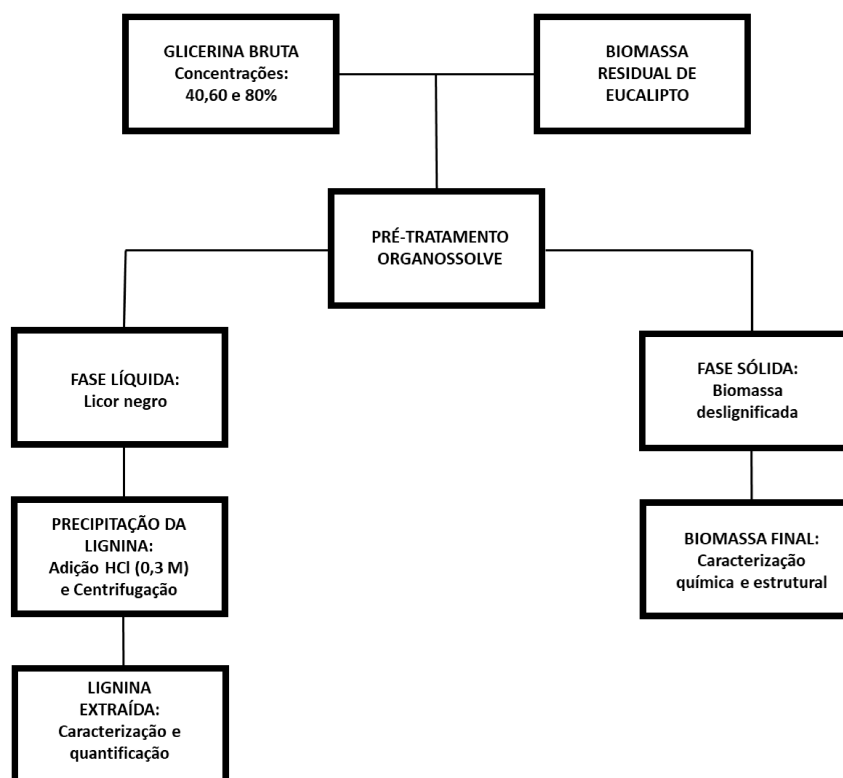 GLICERINA BRUTA
Concentrações:
40,60 e 80%
BIOMASSA
RESIDUAL DE
EUCALIPTO
PRÉ-TRATAMENTO
ORGANOSSOLVE
FASE LÍQUIDA:
Licor negro
FASE SÓLIDA:
Biomassa
deslignificada
PRECIPITAÇÃO DA
LIGNINA:
Adição HCl (0,3 M)
e Centrifugação
BIOMASSA FINAL:
Caracterização
química e estrutural
LIGNINA
EXTRAÍDA:
Caracterização e
quantificação